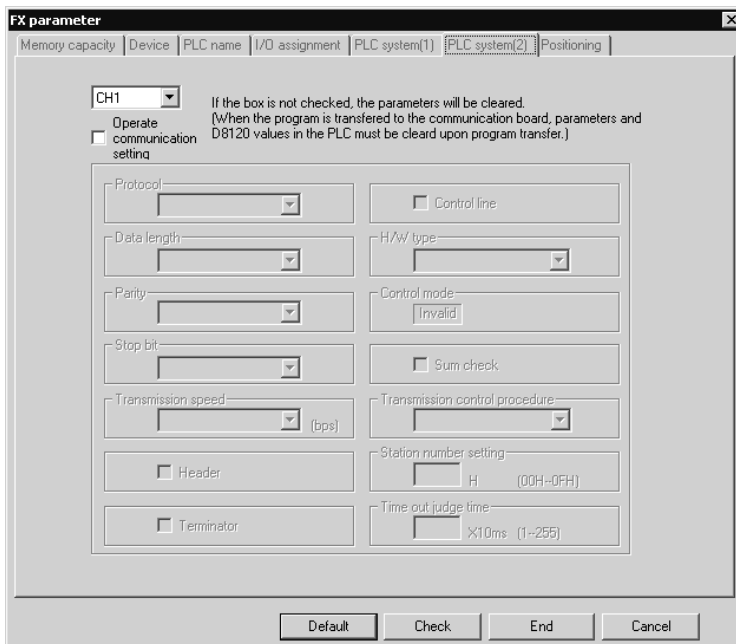 FX parameter
Memory capacity Device PLC name I/O assignment PLC system(1) PLC system(2) Positioning
CH1
If the box is not checked, the parameters will be cleared.
(When the program is transfered to the communication board, parameters and
D8120 values in the PLC must be cleard upon program transfer.)
Operate
communication
setting
Protocol
Control line
Data length
H/W type
Parity
Control mode
Invalid
Stop bit
Sum check
Transmission speed
(bps)
Transmission control procedure
Header
Station number setting
H (00H--0FH)
Terminator
Time out judge time
X10ms (1--255)
Default Check End Cancel